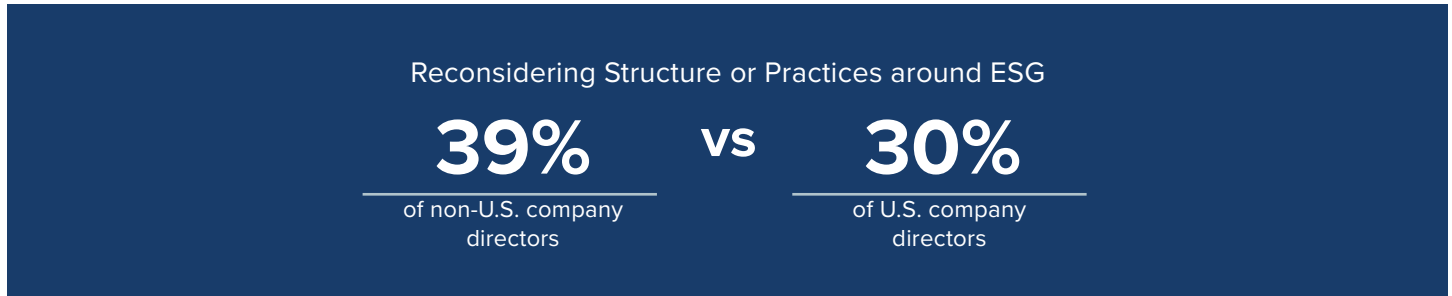 Reconsidering Structure or Practices around ESG
39% vs 30%
of non-U.S. company
directors
of U.S. company
directors